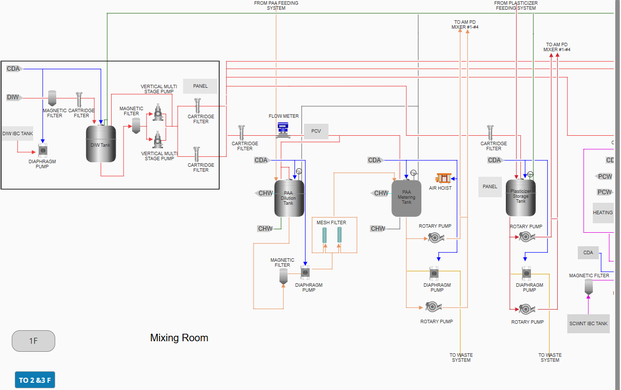 FROM PAA FEEDING
SYSTEM
FROM PLASTICIZER
FEEDING SYSTEM
TO AM PD
MIXER #1-#4
TO AM PD
MIXER #1-#4
CDA
DIW
MAGNETIC
FILTER
CARTRIDGE
FILTER
DIW IBC TANK
DIAPHRAGM
PUMP
DIW Tank
MAGNETIC
FILTER
VERTICAL MULTI
STAGE PUMP
VERTICAL MULTI
STAGE PUMP
PANEL
CARTRIDGE
FILTER
CARTRIDGE
FILTER
CARTRIDGE
FILTER
FLOW METER
PCV
CDA
CHW
CHW
PAA
Dilution
Tank
MESH FILTER
MAGNETIC
FILTER
DIAPHRAGM
PUMP
CDA
CHW
CHW
PAA
Metering
Tank
AIR HOIST
ROTARY PUMP
DIAPHRAGM
PUMP
ROTARY PUMP
TO WASTE
SYSTEM
CARTRIDGE
FILTER
CDA
PANEL
Plasticizer
Storage
Tank
ROTARY PUMP
DIAPHRAGM
PUMP
ROTARY PUMP
TO WASTE
SYSTEM
PCW
PCW
HEATING
CDA
MAGNETIC FILTER
SCWNT IBC TANK
1F
Mixing Room
TO 2 &3 F